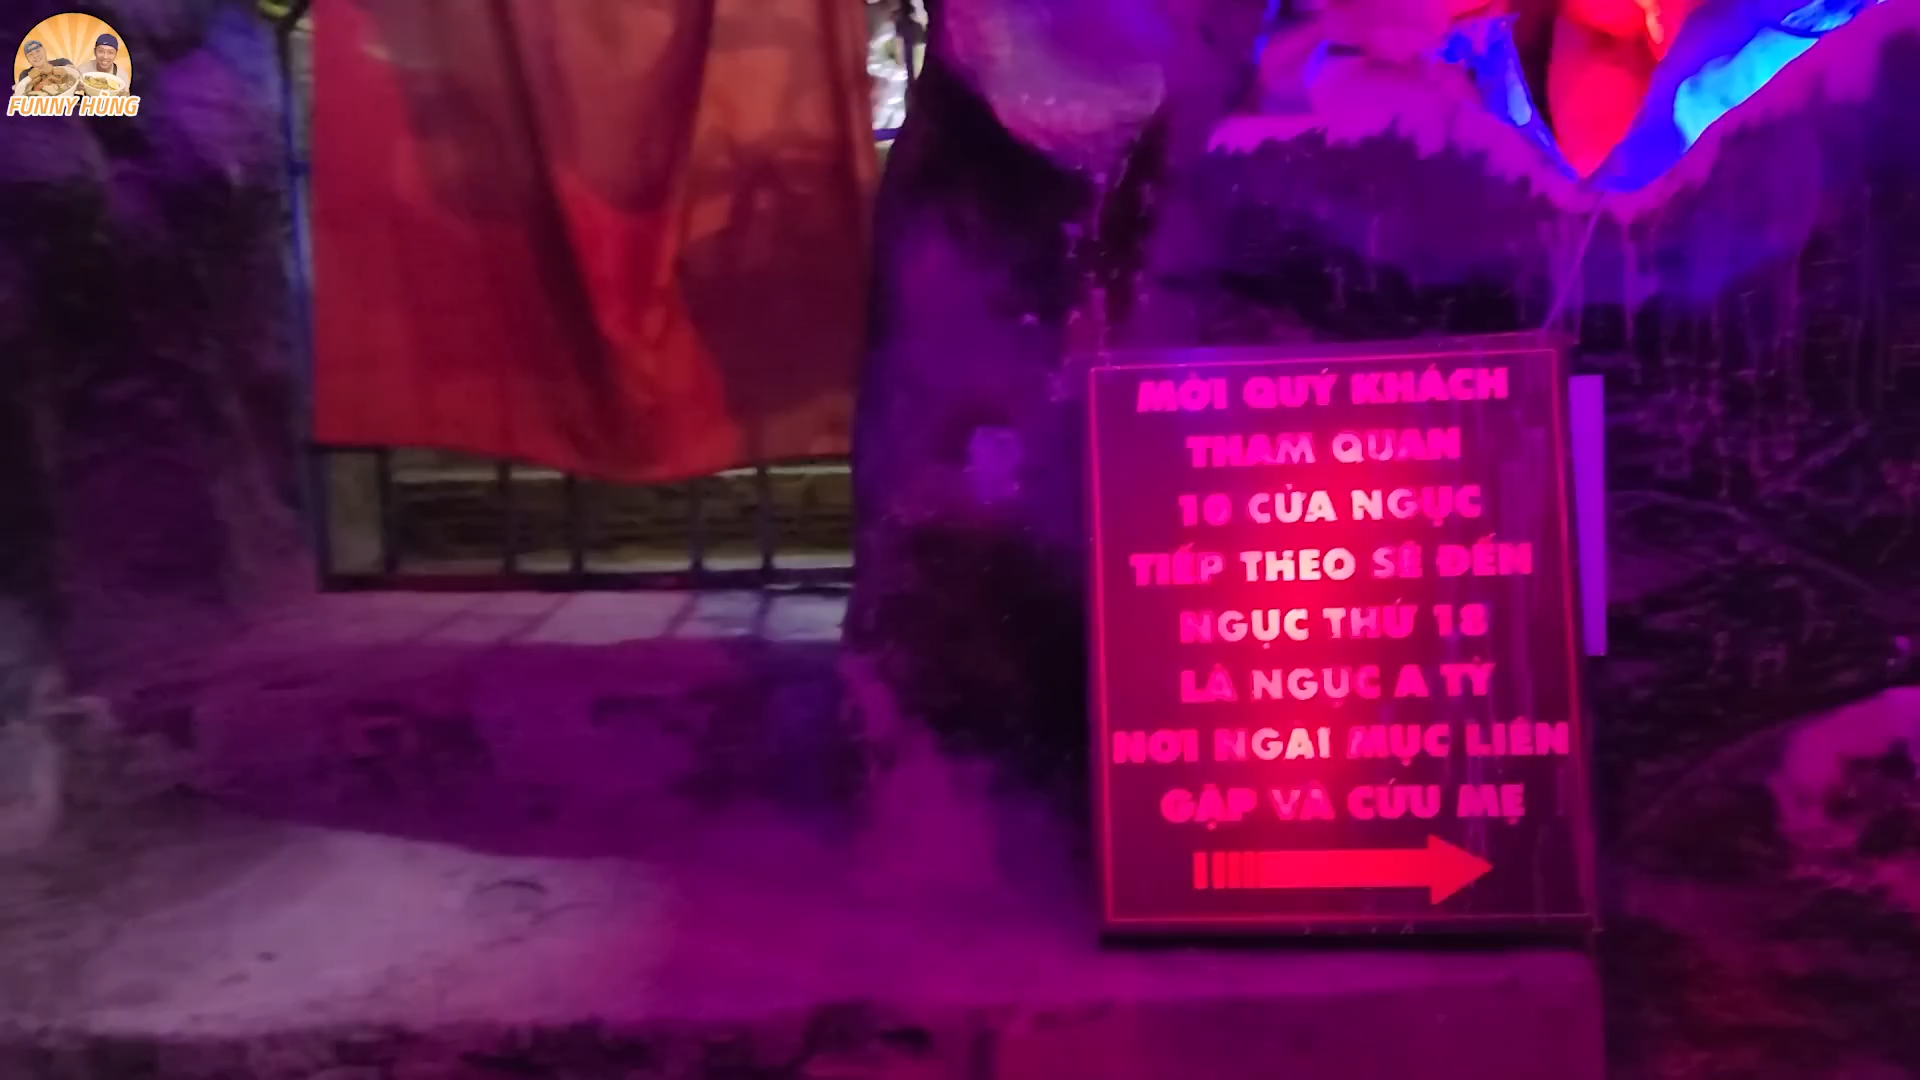 FUNNY HÙNG
MỜI QUÝ KHÁCH
THAM QUAN
10 CỬA NGỤC
TIẾP THEO SẼ ĐẾN
NGỤC THỨ 18
LÀ NGỤC A TỲ
NƠI NGÀI MỤC LIÊN
GẶP VÀ CỨU MẸ